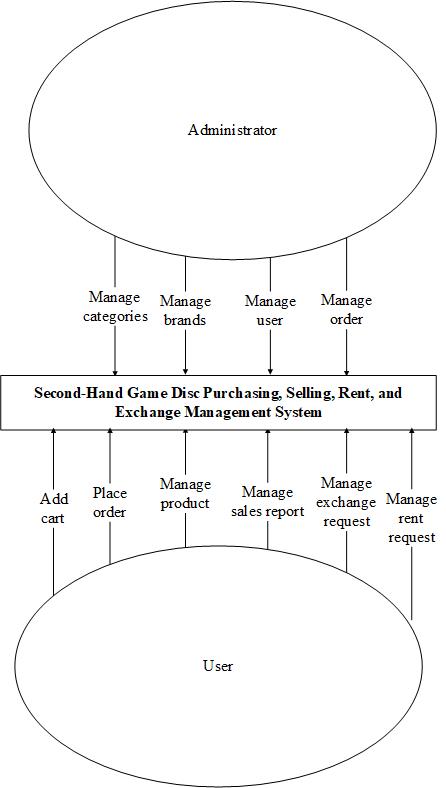 Administrator
Manage
categories
Manage
brands
Manage
user
Manage
order
Second-Hand Game Disc Purchasing, Selling, Rent, and
Exchange Management System
Add
cart
Place
order
Manage
product
Manage
sales report
Manage
exchange
request
Manage
rent
request
User